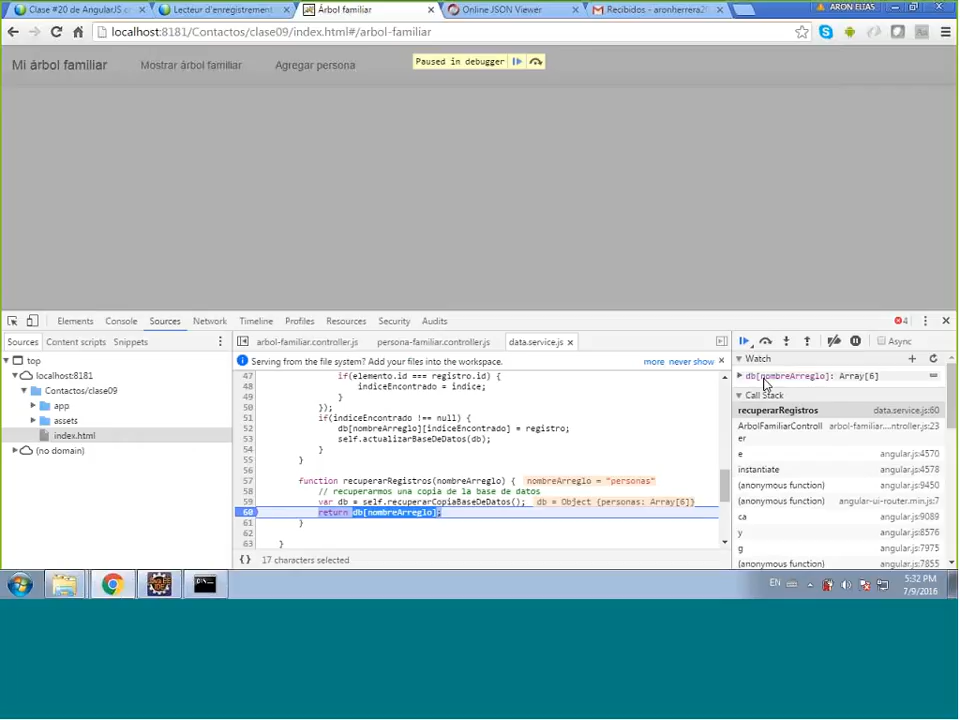 Clase #20 de AngularJS
Lecteur d'enregistrement
Árbol familiar
Online JSON Viewer
Recibidos - aronherrera2
ARON ELIAS
localhost:8181/Contactos/clase09/index.html#/arbol-familiar
Mi árbol familiar
Mostrar árbol familiar
Agregar persona
Paused in debugger
Elements Console Sources Network Timeline Profiles Resources Security Audits
4
Sources Content scripts Snippets
arbol-familiar.controller.js persona-familiar.controller.js data.service.js
Async
top
localhost:8181
Contactos/clase09
app
assets
index.html
(no domain)
Serving from the file system? Add your files into the workspace. more never show
47 if(elemento.id === registro.id) {
48 indiceEncontrado = indice;
49 }
50 });
51 if(indiceEncontrado !== null) {
52 db[nombreArreglo][indiceEncontrado] = registro;
53 self.actualizarBaseDeDatos(db);
54 }
55 }
56
57 function recuperarRegistros(nombreArreglo) { nombreArreglo = "personas"
58 // recuperarmos una copia de la base de datos
59 var db = self.recuperarCopiaBaseDeDatos(); db = Object {personas: Array[6]}
60 return db[nombreArreglo];
61 }
62
63 }
{} 17 characters selected
Watch
db[nombreArreglo]: Array[6]
Call Stack
recuperarRegistros data.service.js:60
ArbolFamiliarControll
er arbol-familiar....ntroller.js:23
e angular.js:4570
instantiate angular.js:4578
(anonymous function) angular.js:9450
(anonymous function) angular-ui-router.min.js:7
ca angular.js:9089
y angular.js:8576
g angular.js:7975
(anonymous function) angular.js:7855
EN
5:32 PM
7/9/2016